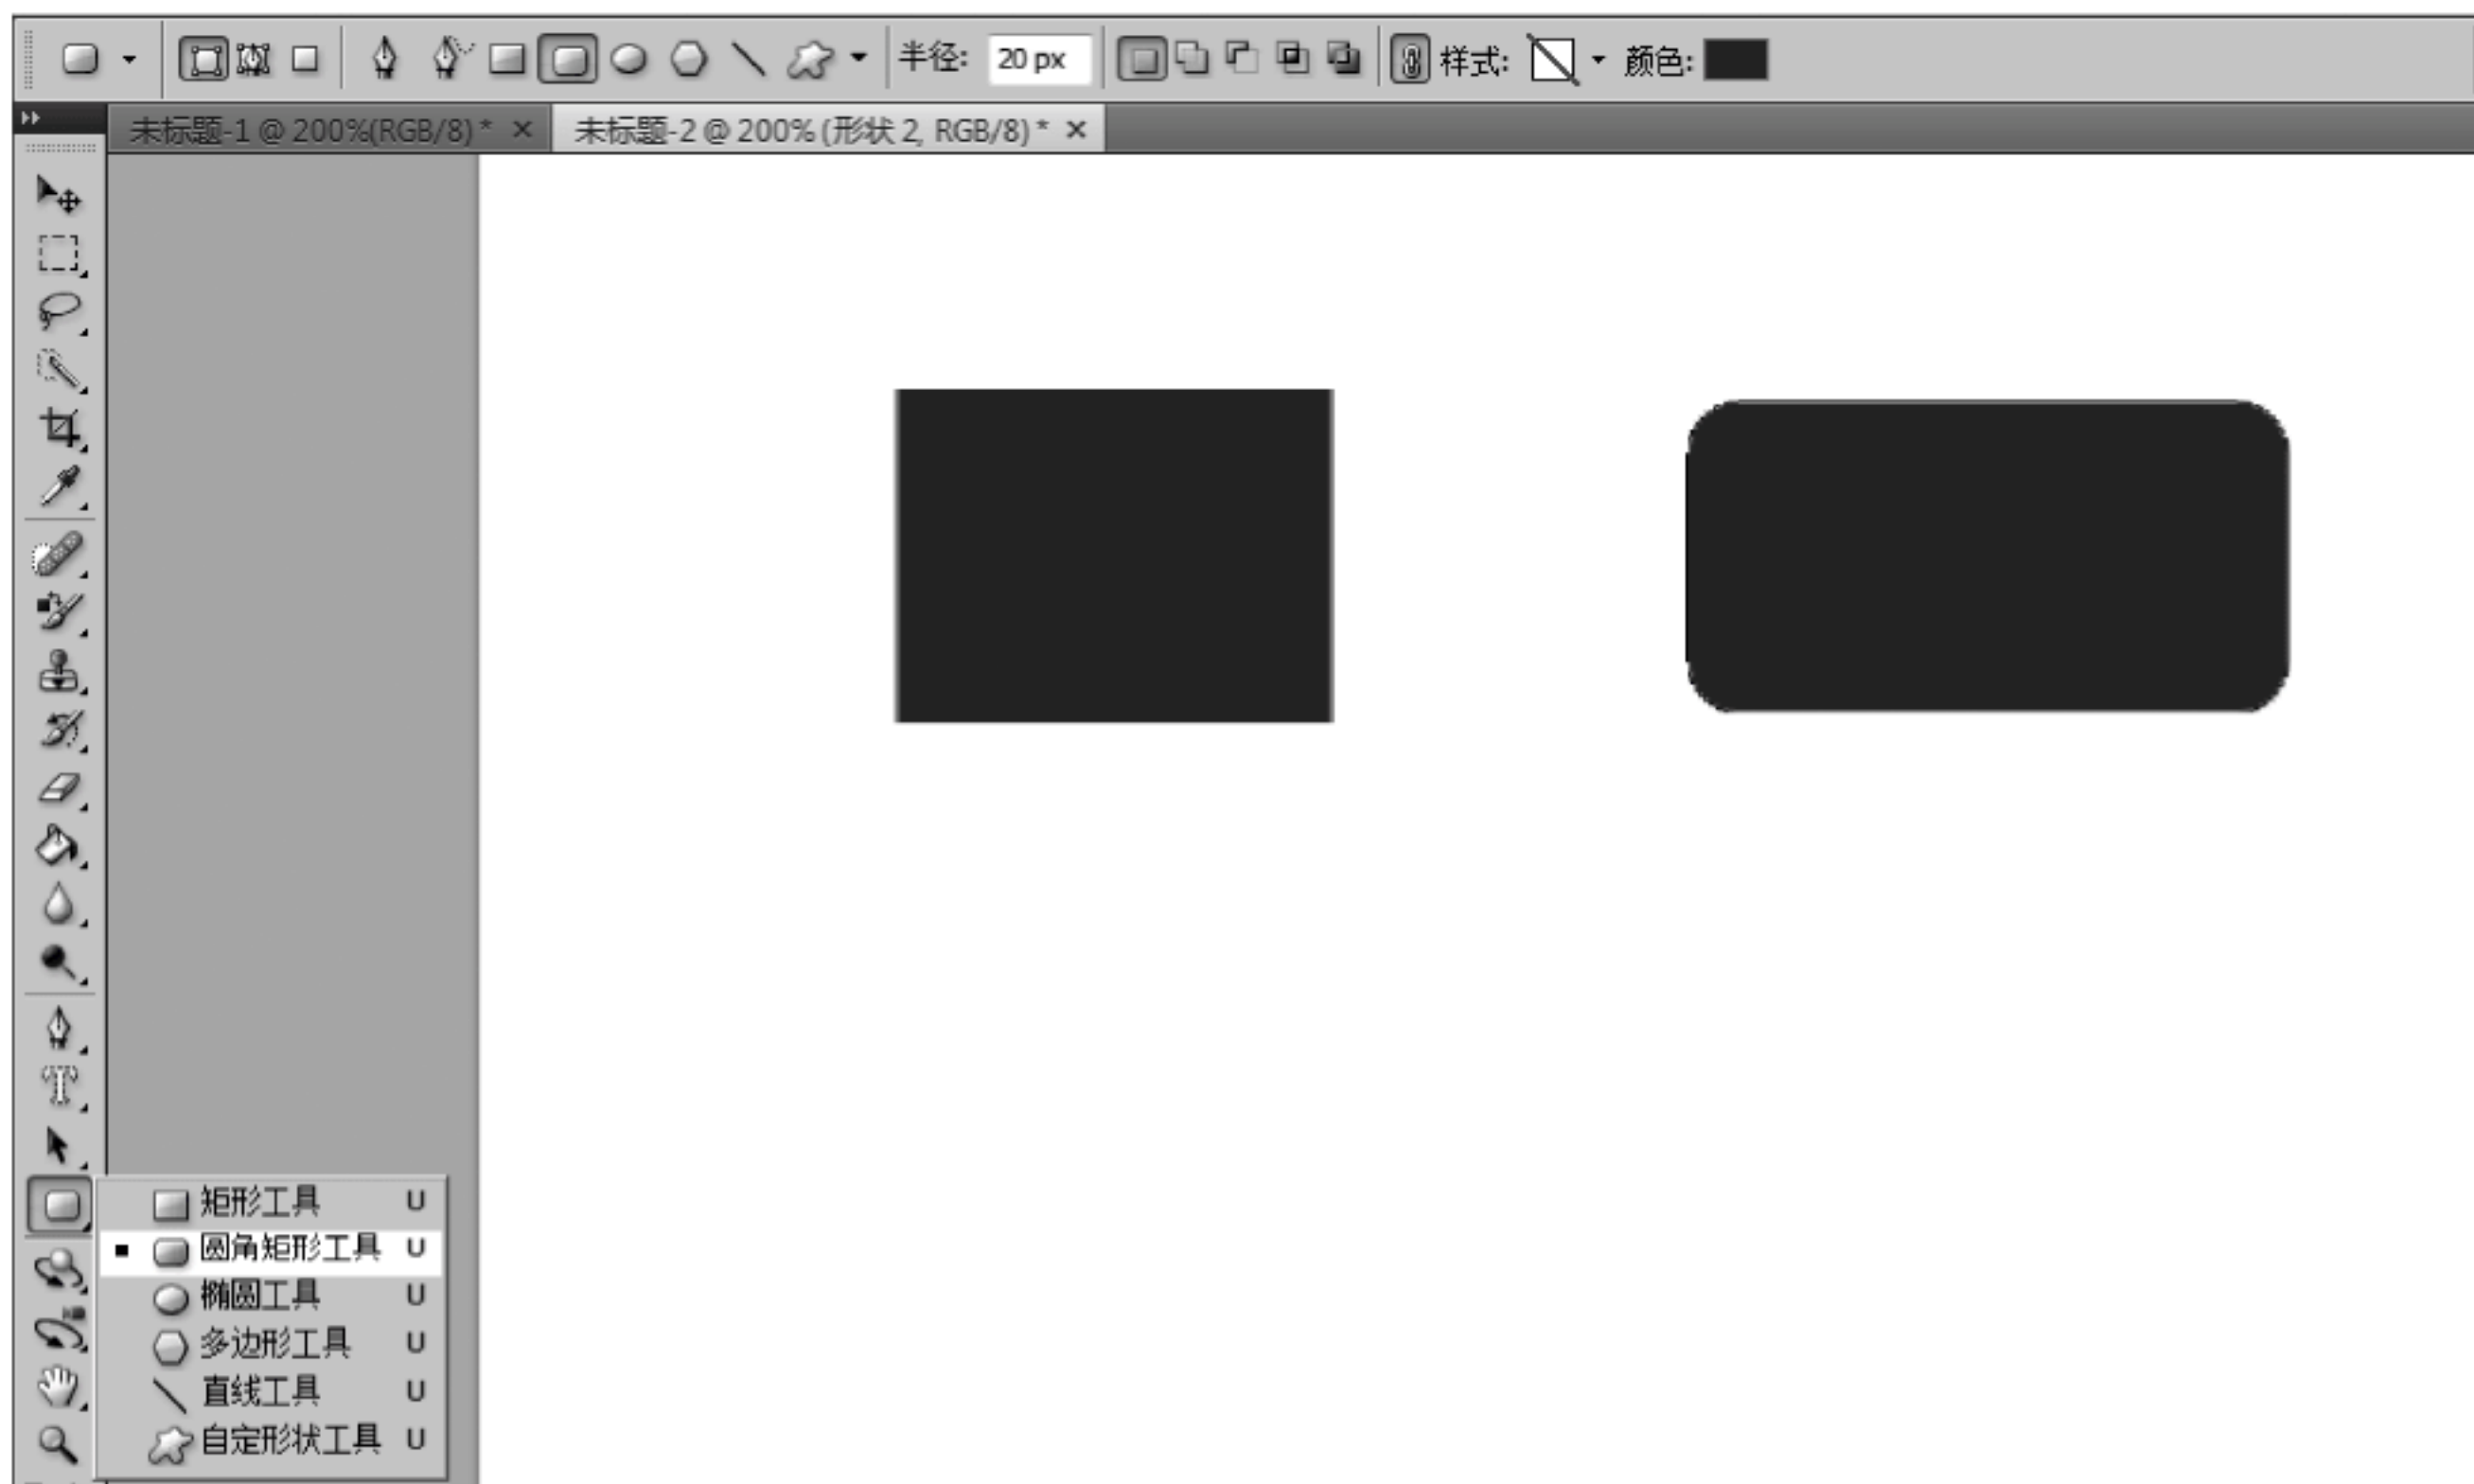 半径: 20 px 样式: 颜色:
未标题-1 @ 200%(RGB/8) * × 未标题-2 @ 200% (形状 2, RGB/8) * ×
矩形工具 U
圆角矩形工具 U
椭圆工具 U
多边形工具 U
直线工具 U
自定形状工具 U